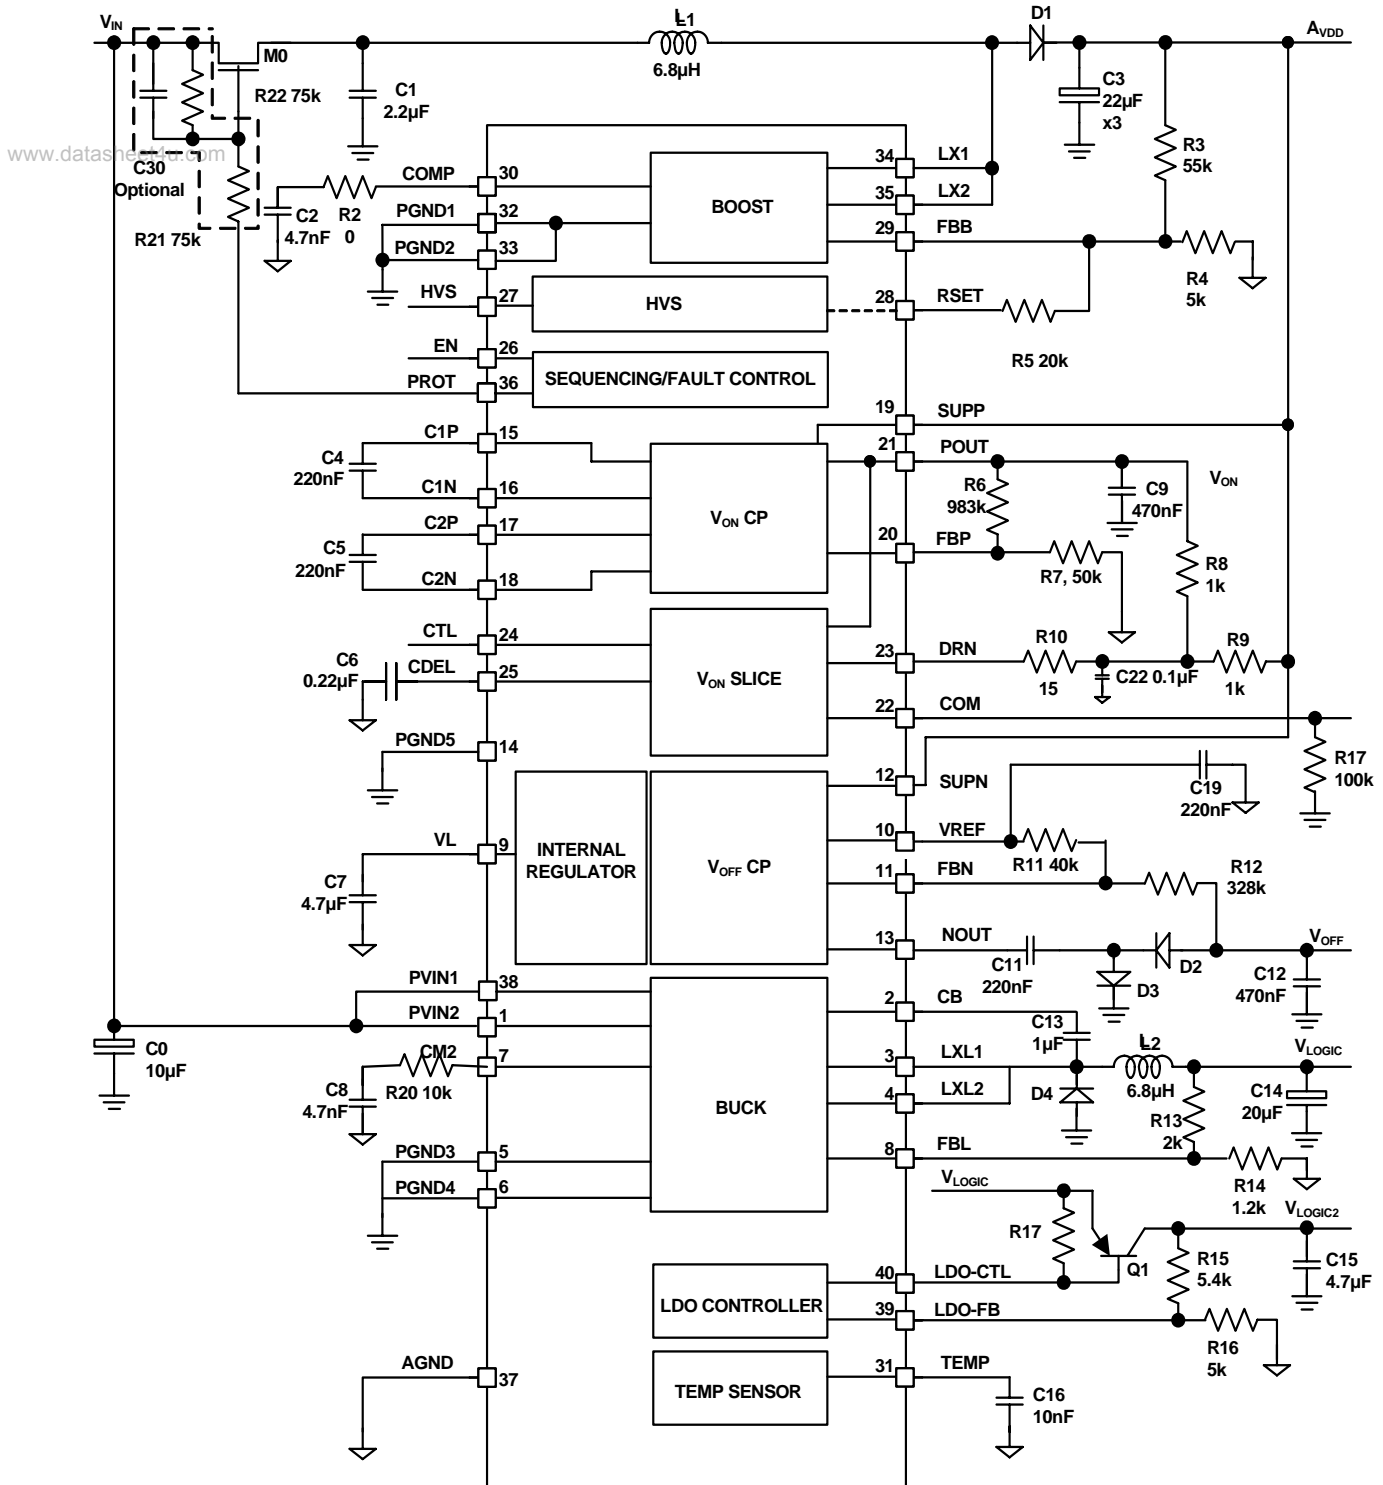 V_IN
L1
D1
A_VDD
M0
6.8µH
R22 75k
C1
2.2µF
C3
22µF
x3
R3
55k
www.datasheet4u.com
C30
Optional
R21 75k
C2
4.7nF
R2
0
COMP
30
PGND1
32
PGND2
33
BOOST
34
LX1
35
LX2
29
FBB
R4
5k
HVS
27
HVS
28
RSET
R5 20k
EN
26
PROT
36
SEQUENCING/FAULT CONTROL
19
SUPP
21
POUT
C1P
15
C4
220nF
C1N
16
C2P
17
C5
220nF
C2N
18
V_ON CP
R6
983k
C9
470nF
V_ON
20
FBP
R7, 50k
R8
1k
CTL
24
C6
0.22µF
CDEL
25
V_ON SLICE
23
DRN
R10
15
C22 0.1µF
R9
1k
22
COM
PGND5
14
R17
100k
12
SUPN
C19
220nF
VL
9
INTERNAL
REGULATOR
V_OFF CP
10
VREF
R11 40k
11
FBN
R12
328k
C7
4.7µF
13
NOUT
C11
220nF
D3
D2
V_OFF
C12
470nF
PVIN1
38
PVIN2
1
C0
10µF
CM2
7
R20 10k
C8
4.7nF
BUCK
2
CB
C13
1µF
3
LXL1
4
LXL2
D4
L2
6.8µH
V_LOGIC
C14
20µF
R13
2k
PGND3
5
PGND4
6
8
FBL
R14
1.2k
V_LOGIC
V_LOGIC2
R17
Q1
R15
5.4k
C15
4.7µF
LDO CONTROLLER
40
LDO-CTL
39
LDO-FB
R16
5k
AGND
37
TEMP SENSOR
31
TEMP
C16
10nF